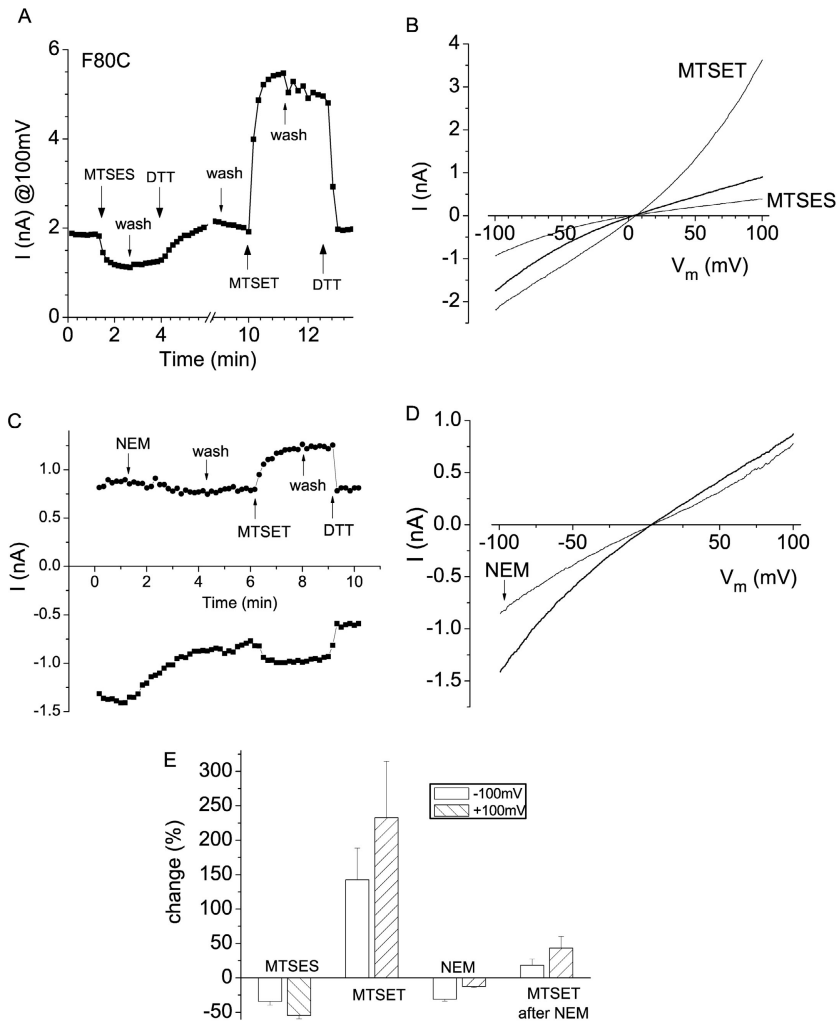 A
F80C
I (nA) @100mV
6
4
2
0
MTSES
DTT
wash
wash
wash
MTSET
DTT
0 2 4 10 12
Time (min)
B
I (nA)
4
3
2
1
0
-1
-2
MTSET
MTSES
-100 -50 0 50 100
Vm (mV)
C
I (nA)
1.0
0.5
0.0
-0.5
-1.0
-1.5
NEM
wash
MTSET
wash
DTT
0 2 4 6 8 10
Time (min)
D
I (nA)
1.0
0.5
0.0
-0.5
-1.0
-1.5
-100 -50 50 100
NEM
Vm (mV)
E
change (%)
300
250
200
150
100
50
0
-50
-100mV
+100mV
MTSES
MTSET
NEM
MTSET
after NEM